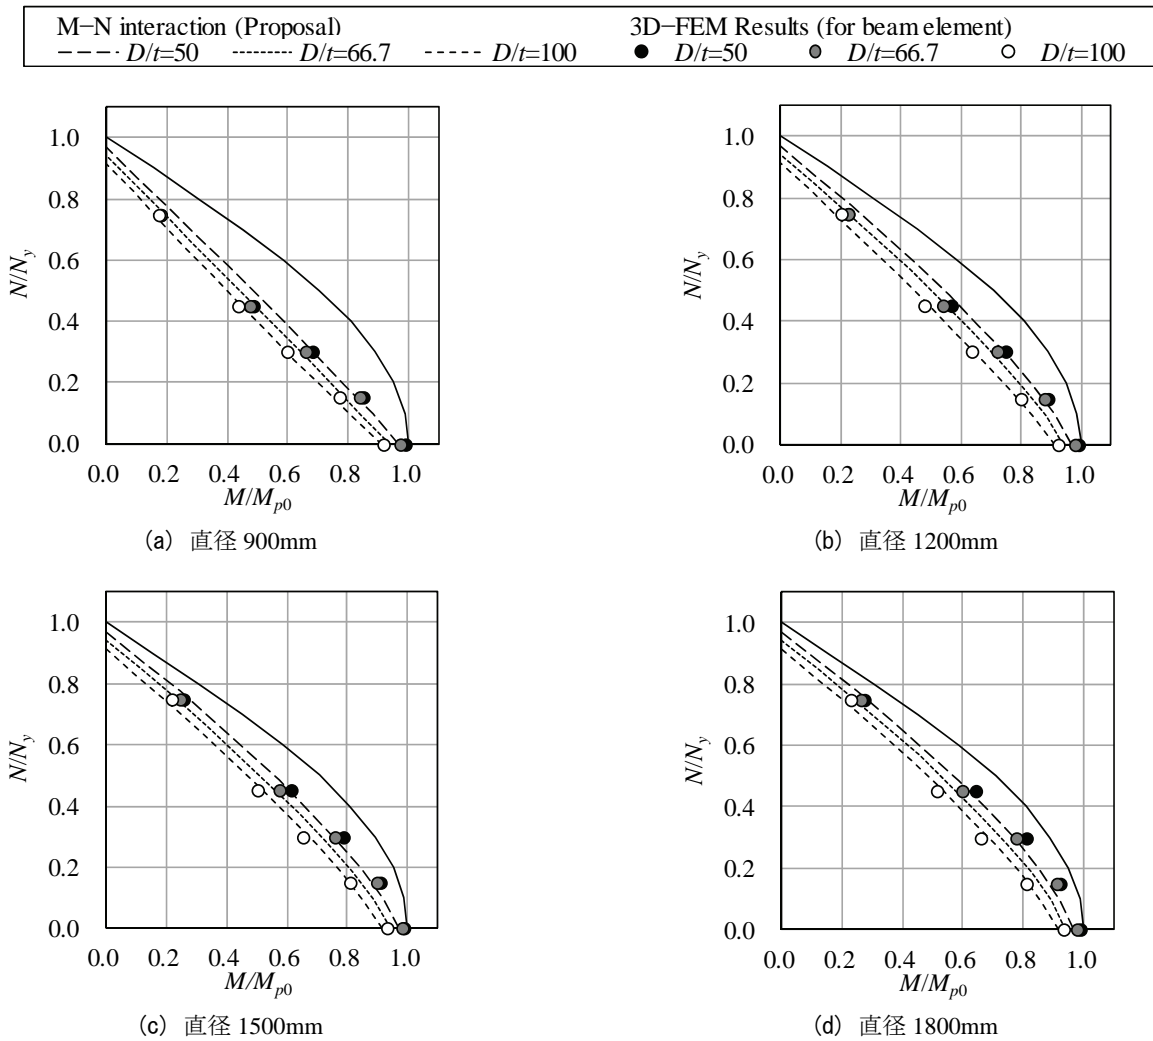 M−N interaction (Proposal) 3D−FEM Results (for beam element)
D/t=50 D/t=66.7 D/t=100 D/t=50 D/t=66.7 D/t=100
1.0
0.8
0.6
0.4
0.2
0.0
N/Ny
0.0 0.2 0.4 0.6 0.8 1.0
M/Mp0
(a) 直径 900mm
1.0
0.8
0.6
0.4
0.2
0.0
N/Ny
0.0 0.2 0.4 0.6 0.8 1.0
M/Mp0
(b) 直径 1200mm
1.0
0.8
0.6
0.4
0.2
0.0
N/Ny
0.0 0.2 0.4 0.6 0.8 1.0
M/Mp0
(c) 直径 1500mm
1.0
0.8
0.6
0.4
0.2
0.0
N/Ny
0.0 0.2 0.4 0.6 0.8 1.0
M/Mp0
(d) 直径 1800mm